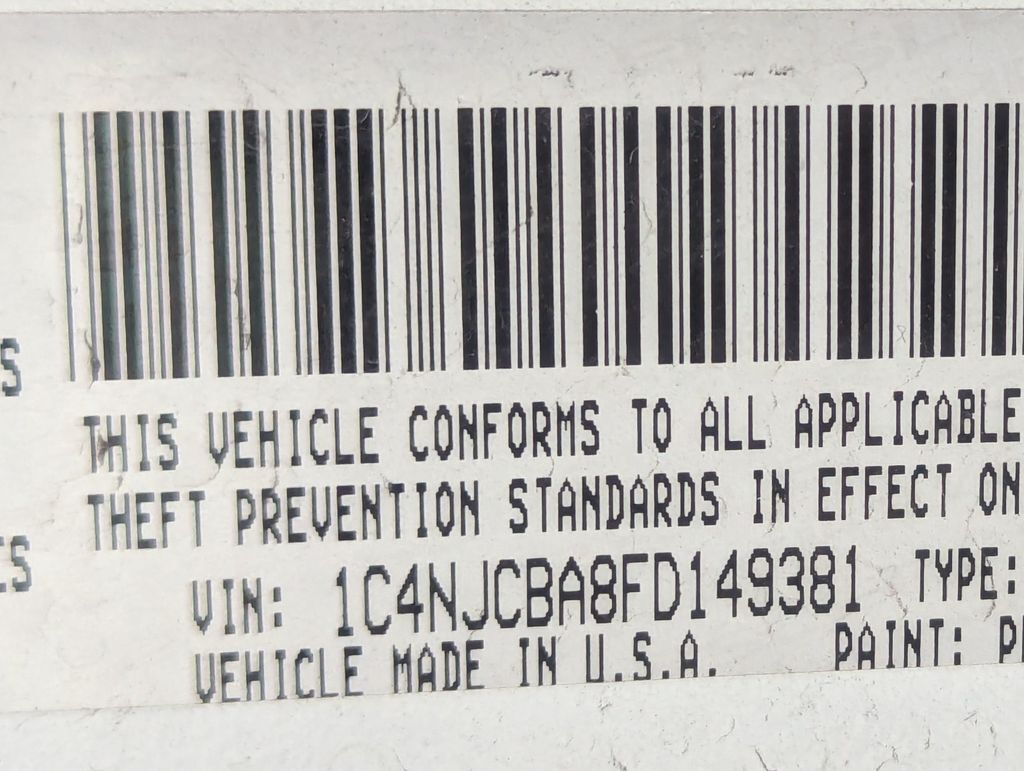 S
THIS VEHICLE CONFORMS TO ALL APPLICABLE
THEFT PREVENTION STANDARDS IN EFFECT ON
ES
VIN: 1C4NJCBA8FD149381 TYPE:
VEHICLE MADE IN U.S.A. PAINT: P